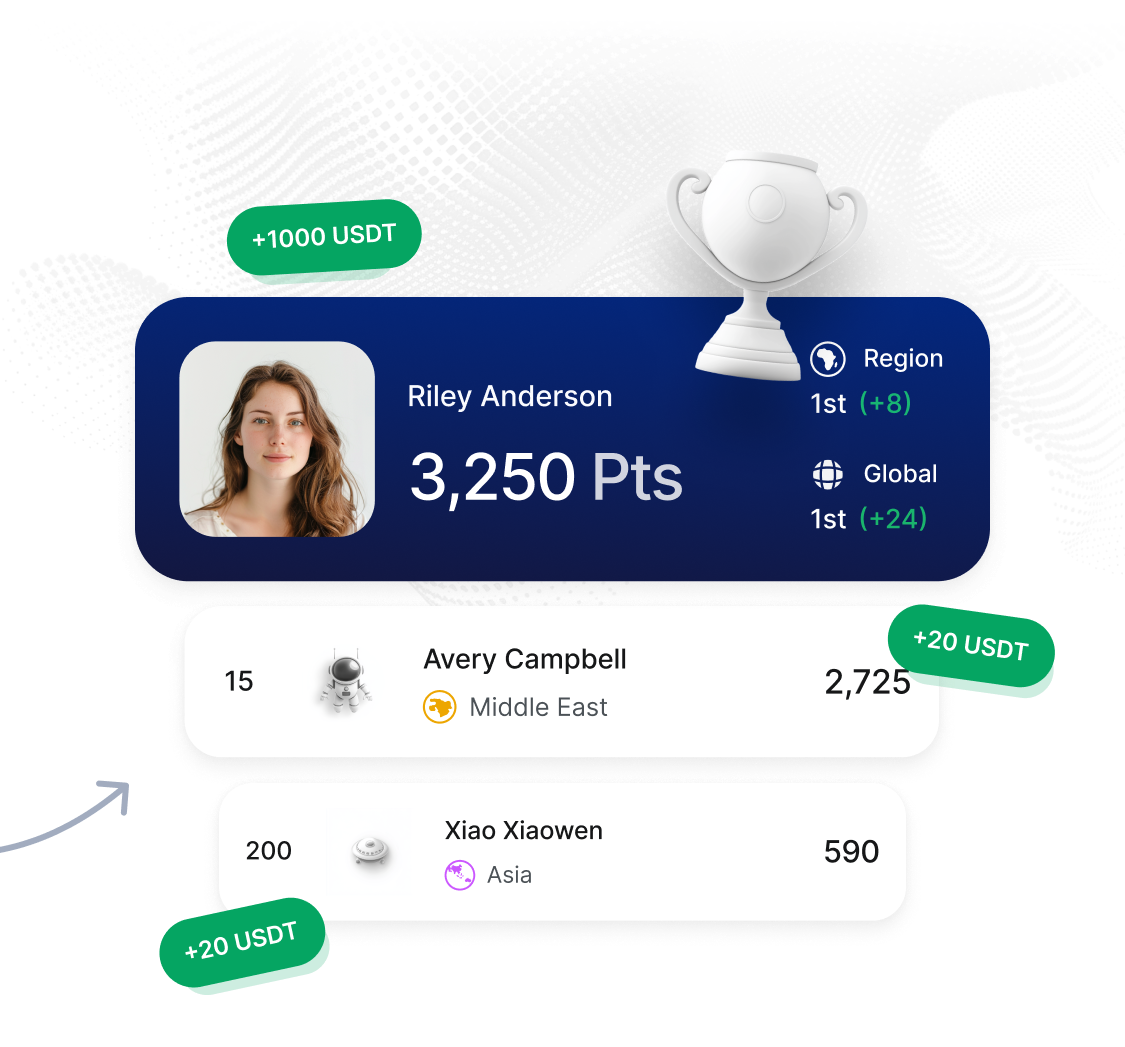 +1000 USDT
Riley Anderson
3,250 Pts
Region
1st (+8)
Global
1st (+24)
+20 USDT
15
Avery Campbell
Middle East
2,725
200
Xiao Xiaowen
Asia
590
+20 USDT